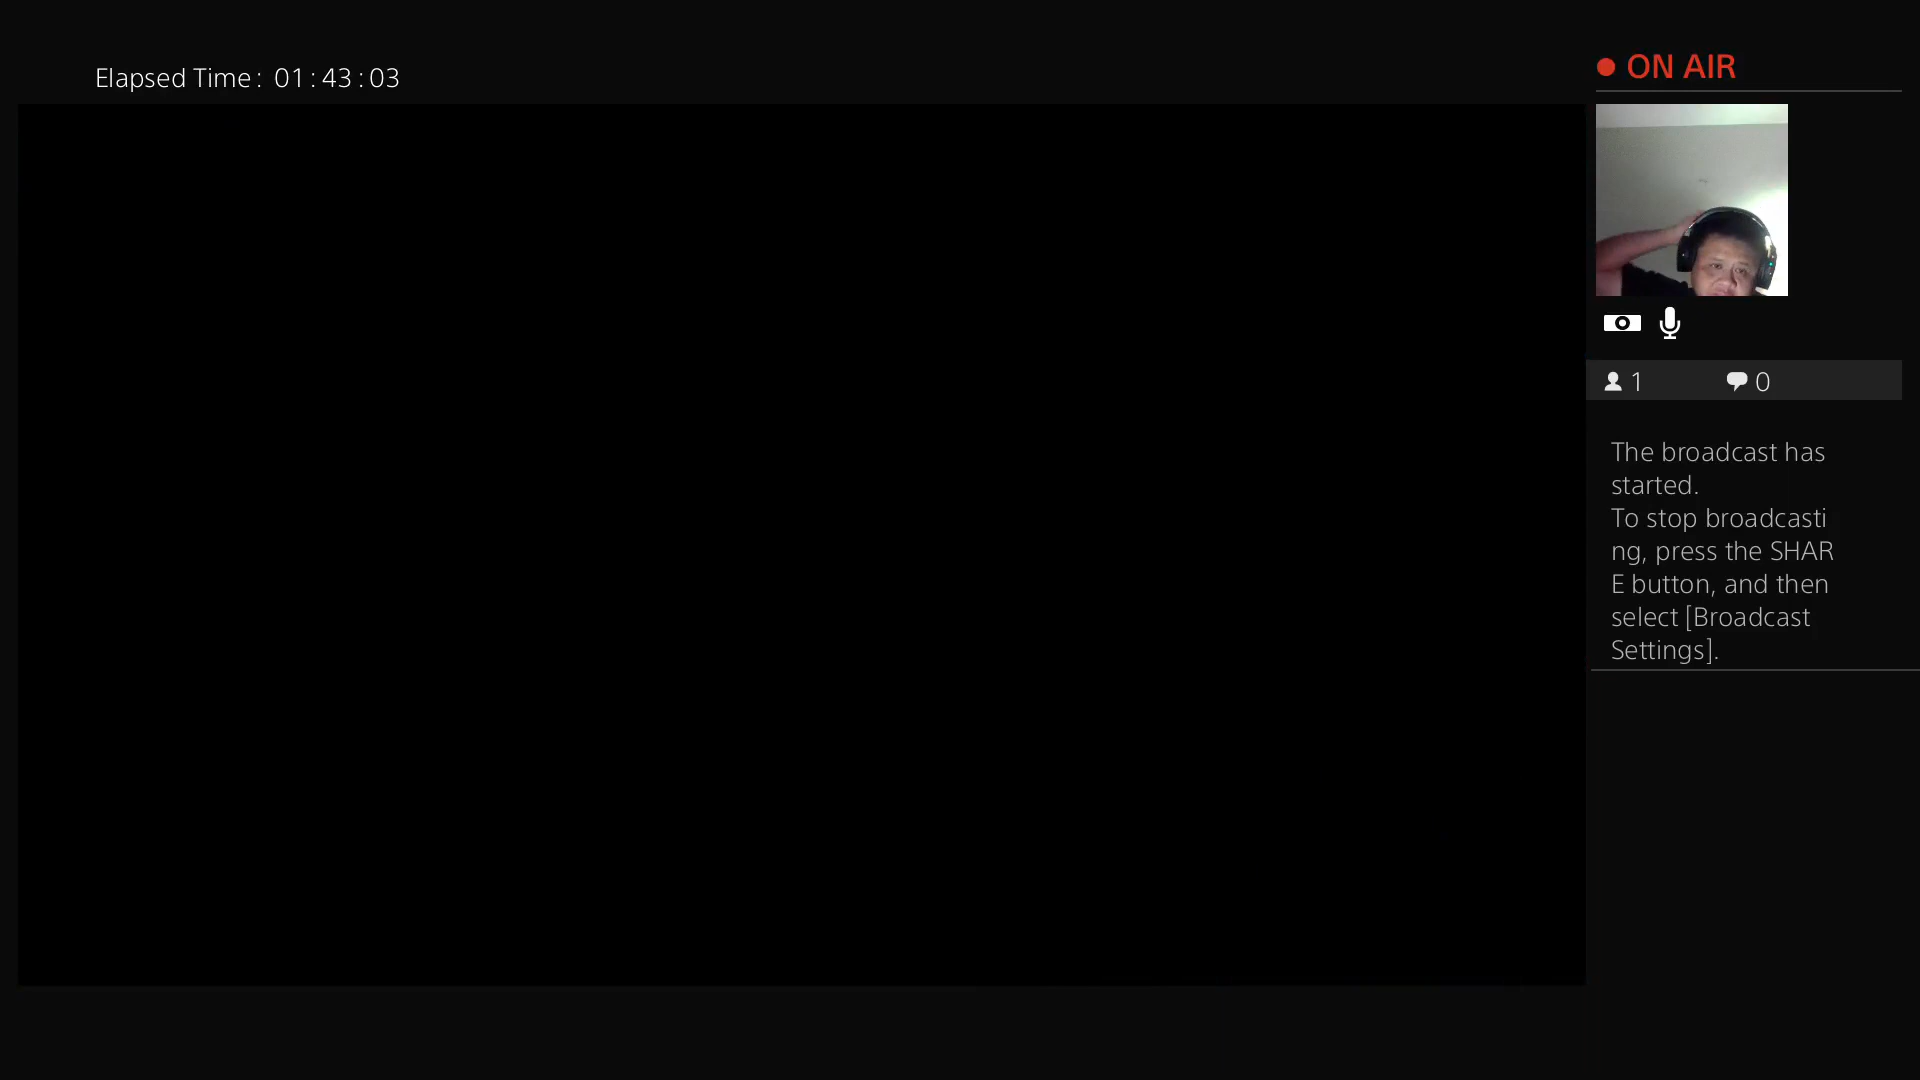 Elapsed Time: 01:43:03
ON AIR
1
0
The broadcast has
started.
To stop broadcasti
ng, press the SHAR
E button, and then
select [Broadcast
Settings].